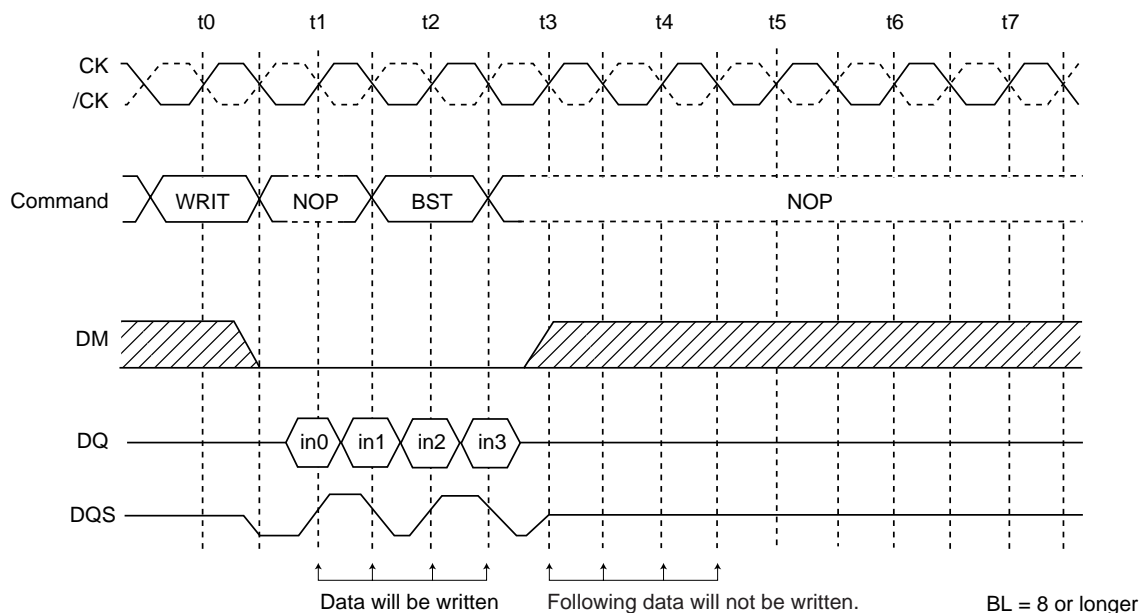 t0 t1 t2 t3 t4 t5 t6 t7
CK
/CK
Command WRIT NOP BST NOP
DM
DQ in0 in1 in2 in3
DQS
Data will be written Following data will not be written.
BL = 8 or longer